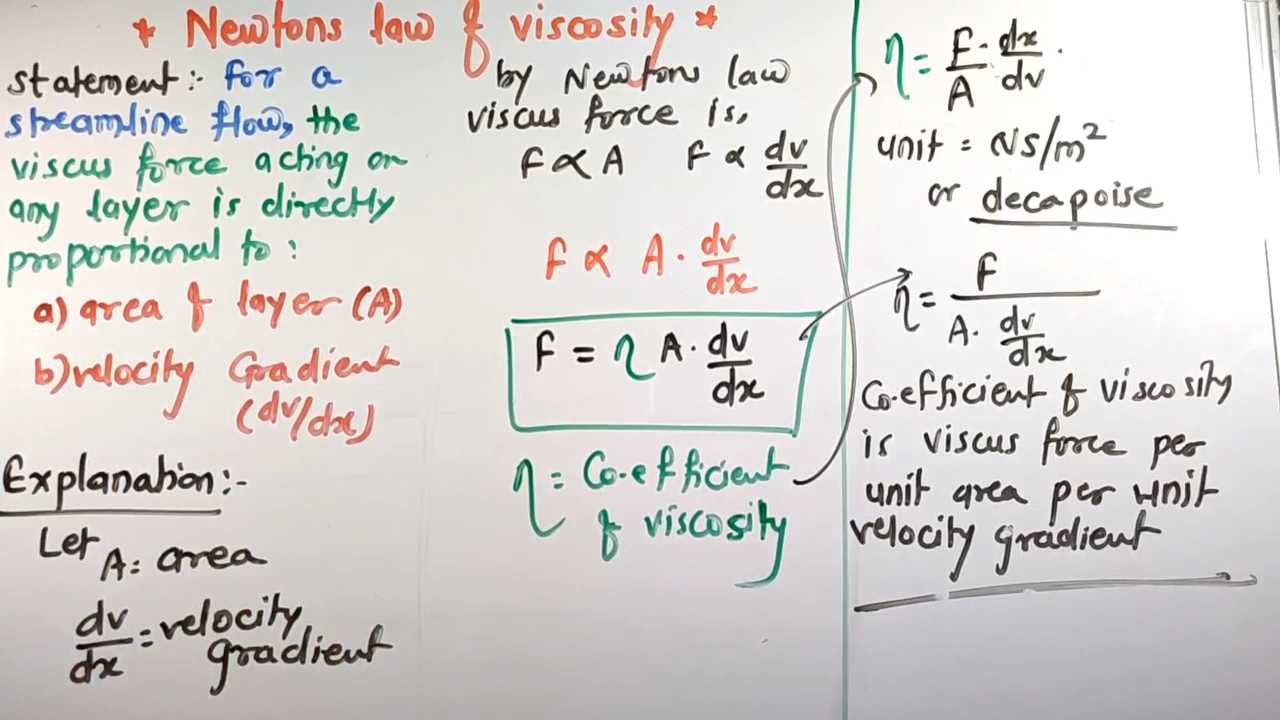 * Newtons law of viscosity *
statement :- for a
streamline flow, the
viscus force acting on
any layer is directly
proportional to :
a) area of layer (A)
b) velocity Gradient
(dv/dx)
Explanation :-
Let A = area
dv/dx = velocity
gradient
by Newtons law
viscus force is,
F ∝ A F ∝ dv/dx
F ∝ A · dv/dx
F = η A · dv/dx
η = Co-efficient
of viscosity
η = F/A · dx/dv .
unit = Ns/m²
or decapoise
η = F / A · dv/dx
Co-efficient of viscosity
is viscus force per
unit area per unit
velocity gradient